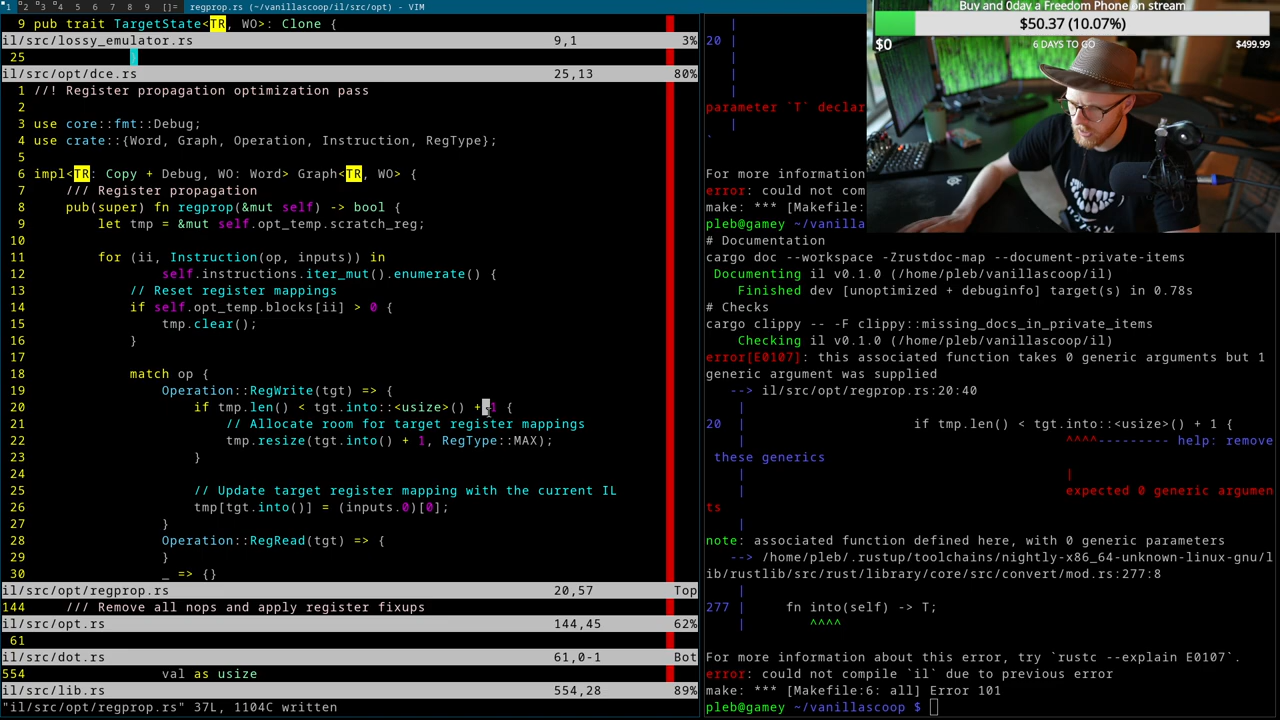 1 2 3 4 5 6 7 8 9 []= regprop.rs (~/vanillascoop/il/src/opt) - VIM
9 pub trait TargetState<TR, WO>: Clone {
il/src/lossy_emulator.rs 9,1 3%
25 }
il/src/opt/dce.rs 25,13 80%
1 //! Register propagation optimization pass
2
3 use core::fmt::Debug;
4 use crate::{Word, Graph, Operation, Instruction, RegType};
5
6 impl<TR: Copy + Debug, WO: Word> Graph<TR, WO> {
7 /// Register propagation
8 pub(super) fn regprop(&mut self) -> bool {
9 let tmp = &mut self.opt_temp.scratch_reg;
10
11 for (ii, Instruction(op, inputs)) in
12 self.instructions.iter_mut().enumerate() {
13 // Reset register mappings
14 if self.opt_temp.blocks[ii] > 0 {
15 tmp.clear();
16 }
17
18 match op {
19 Operation::RegWrite(tgt) => {
20 if tmp.len() < tgt.into::<usize>() + 1 {
21 // Allocate room for target register mappings
22 tmp.resize(tgt.into() + 1, RegType::MAX);
23 }
24
25 // Update target register mapping with the current IL
26 tmp[tgt.into()] = (inputs.0)[0];
27 }
28 Operation::RegRead(tgt) => {
29 }
30 _ => {}
il/src/opt/regprop.rs 20,57 Top
144 /// Remove all nops and apply register fixups
il/src/opt.rs 144,45 62%
61
il/src/dot.rs 61,0-1 Bot
554 val as usize
il/src/lib.rs 554,28 89%
"il/src/opt/regprop.rs" 37L, 1104C written
|
20 |
|
|
|
parameter `T` declar
|
`
For more information
error: could not com
make: *** [Makefile:
pleb@gamey ~/vanilla
# Documentation
cargo doc --workspace -Zrustdoc-map --document-private-items
Documenting il v0.1.0 (/home/pleb/vanillascoop/il)
Finished dev [unoptimized + debuginfo] target(s) in 0.78s
# Checks
cargo clippy -- -F clippy::missing_docs_in_private_items
Checking il v0.1.0 (/home/pleb/vanillascoop/il)
error[E0107]: this associated function takes 0 generic arguments but 1
generic argument was supplied
--> il/src/opt/regprop.rs:20:40
|
20 | if tmp.len() < tgt.into::<usize>() + 1 {
| ^^^^--------- help: remove
these generics
| |
| expected 0 generic argumen
ts
|
note: associated function defined here, with 0 generic parameters
--> /home/pleb/.rustup/toolchains/nightly-x86_64-unknown-linux-gnu/l
ib/rustlib/src/rust/library/core/src/convert/mod.rs:277:8
|
277 | fn into(self) -> T;
| ^^^^
For more information about this error, try `rustc --explain E0107`.
error: could not compile `il` due to previous error
make: *** [Makefile:6: all] Error 101
pleb@gamey ~/vanillascoop $
Buy and 0day a Freedom Phone on stream
$50.37 (10.07%)
$0 6 DAYS TO GO $499.99